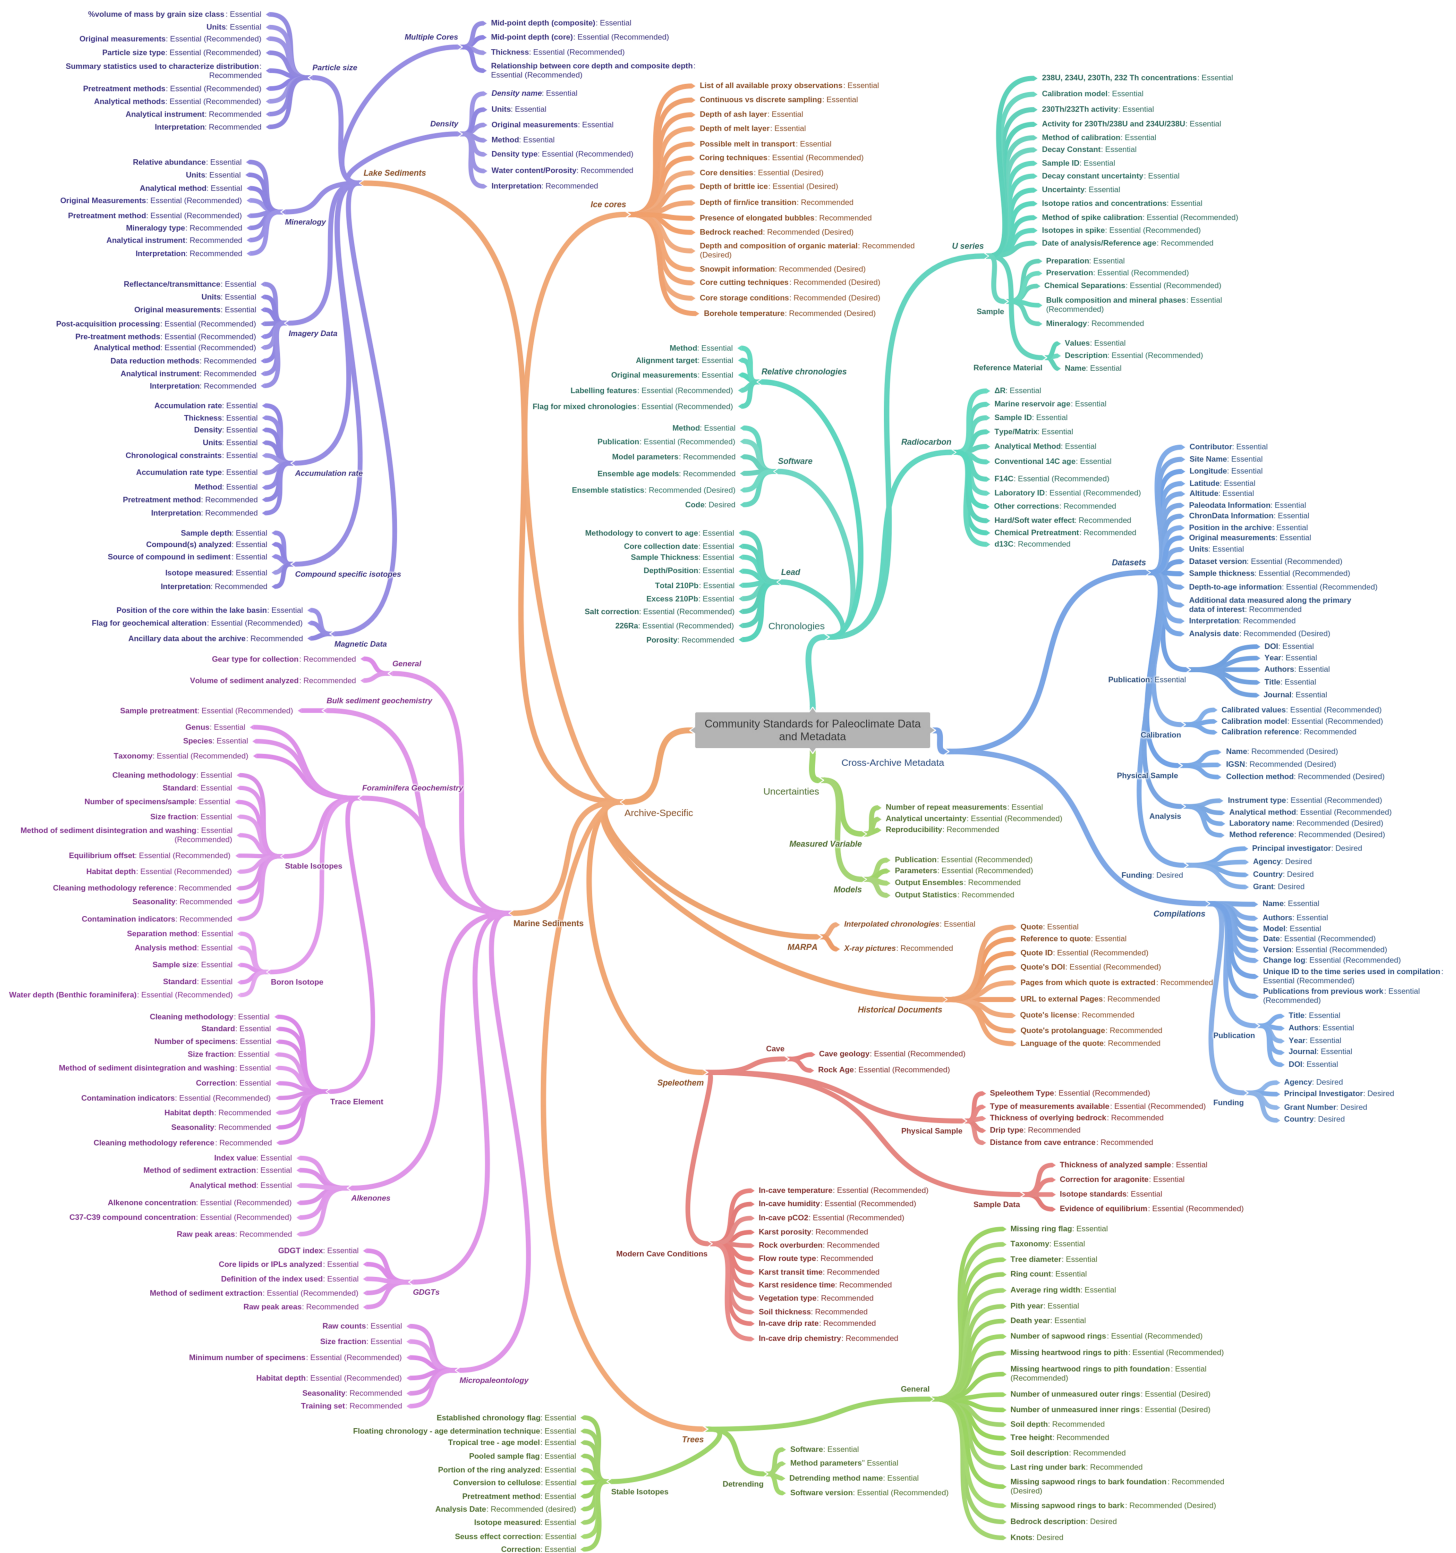 %volume of mass by grain size class: Essential
Units: Essential
Original measurements: Essential (Recommended)
Particle size type: Essential (Recommended)
Summary statistics used to characterize distribution:
Recommended
Pretreatment methods: Essential (Recommended)
Analytical methods: Essential (Recommended)
Analytical instrument: Recommended
Interpretation: Recommended
Particle size
Relative abundance: Essential
Units: Essential
Analytical method: Essential
Original Measurements: Essential (Recommended)
Pretreatment method: Essential (Recommended)
Mineralogy type: Recommended
Analytical instrument: Recommended
Interpretation: Recommended
Mineralogy
Reflectance/transmittance: Essential
Units: Essential
Original measurements: Essential
Post-acquisition processing: Essential (Recommended)
Pre-treatment methods: Essential (Recommended)
Analytical method: Essential (Recommended)
Data reduction methods: Recommended
Analytical instrument: Recommended
Interpretation: Recommended
Imagery Data
Accumulation rate: Essential
Thickness: Essential
Density: Essential
Units: Essential
Chronological constraints: Essential
Accumulation rate type: Essential
Method: Essential
Pretreatment method: Recommended
Interpretation: Recommended
Accumulation rate
Sample depth: Essential
Compound(s) analyzed: Essential
Source of compound in sediment : Essential
Isotope measured: Essential
Interpretation: Recommended
Compound specific isotopes
Position of the core within the lake basin: Essential
Flag for geochemical alteration: Essential (Recommended)
Ancillary data about the archive: Recommended
Magnetic Data
Multiple Cores
Mid-point depth (composite): Essential
Mid-point depth (core): Essential (Recommended)
Thickness: Essential (Recommended)
Relationship between core depth and composite depth:
Essential (Recommended)
Density
Density name: Essential
Units: Essential
Original measurements: Essential
Method: Essential
Density type: Essential (Recommended)
Water content/Porosity: Recommended
Interpretation: Recommended
Lake Sediments
Ice cores
List of all available proxy observations: Essential
Continuous vs discrete sampling: Essential
Depth of ash layer: Essential
Depth of melt layer: Essential
Possible melt in transport: Essential
Coring techniques: Essential (Recommended)
Core densities: Essential (Desired)
Depth of brittle ice: Essential (Desired)
Depth of firn/ice transition: Recommended
Presence of elongated bubbles: Recommended
Bedrock reached: Recommended (Desired)
Depth and composition of organic material: Recommended
(Desired)
Snowpit information: Recommended (Desired)
Core cutting techniques: Recommended (Desired)
Core storage conditions: Recommended (Desired)
Borehole temperature: Recommended (Desired)
U series
238U, 234U, 230Th, 232 Th concentrations: Essential
Calibration model: Essential
230Th/232Th activity: Essential
Activity for 230Th/238U and 234U/238U: Essential
Method of calibration: Essential
Decay Constant: Essential
Sample ID: Essential
Decay constant uncertainty: Essential
Uncertainty: Essential
Isotope ratios and concentrations: Essential
Method of spike calibration: Essential (Recommended)
Isotopes in spike: Essential (Recommended)
Date of analysis/Reference age: Recommended
Sample
Preparation: Essential
Preservation: Essential (Recommended)
Chemical Separations: Essential (Recommended)
Bulk composition and mineral phases: Essential
(Recommended)
Mineralogy: Recommended
Reference Material
Values: Essential
Description: Essential (Recommended)
Name: Essential
Relative chronologies
Method: Essential
Alignment target: Essential
Original measurements: Essential
Labelling features: Essential (Recommended)
Flag for mixed chronologies: Essential (Recommended)
Software
Method: Essential
Publication: Essential (Recommended)
Model parameters: Recommended
Ensemble age models: Recommended
Ensemble statistics: Recommended (Desired)
Code: Desired
Lead
Methodology to convert to age: Essential
Core collection date: Essential
Sample Thickness: Essential
Depth/Position: Essential
Total 210Pb: Essential
Excess 210Pb: Essential
Salt correction: Essential (Recommended)
226Ra: Essential (Recommended)
Porosity: Recommended
Chronologies
Radiocarbon
ΔR: Essential
Marine reservoir age: Essential
Sample ID: Essential
Type/Matrix: Essential
Analytical Method: Essential
Conventional 14C age: Essential
F14C: Essential (Recommended)
Laboratory ID: Essential (Recommended)
Other corrections: Recommended
Hard/Soft water effect: Recommended
Chemical Pretreatment: Recommended
d13C: Recommended
Datasets
Contributor: Essential
Site Name: Essential
Longitude: Essential
Latitude: Essential
Altitude: Essential
Paleodata Information: Essential
ChronData Information: Essential
Position in the archive: Essential
Original measurements: Essential
Units: Essential
Dataset version: Essential (Recommended)
Sample thickness: Essential (Recommended)
Depth-to-age information: Essential (Recommended)
Additional data measured along the primary
data of interest: Recommended
Interpretation: Recommended
Analysis date: Recommended (Desired)
Publication: Essential
DOI: Essential
Year: Essential
Authors: Essential
Title: Essential
Journal: Essential
Calibration
Calibrated values: Essential (Recommended)
Calibration model: Essential (Recommended)
Calibration reference: Recommended
Physical Sample
Name: Recommended (Desired)
IGSN: Recommended (Desired)
Collection method: Recommended (Desired)
Analysis
Instrument type: Essential (Recommended)
Analytical method: Essential (Recommended)
Laboratory name: Recommended (Desired)
Method reference: Recommended (Desired)
Funding: Desired
Principal investigator: Desired
Agency: Desired
Country: Desired
Grant: Desired
Community Standards for Paleoclimate Data
and Metadata
Cross-Archive Metadata
Uncertainties
Archive-Specific
Measured Variable
Number of repeat measurements: Essential
Analytical uncertainty: Essential (Recommended)
Reproducibility: Recommended
Models
Publication: Essential (Recommended)
Parameters: Essential (Recommended)
Output Ensembles: Recommended
Output Statistics: Recommended
Compilations
Name: Essential
Authors: Essential
Model: Essential
Date: Essential (Recommended)
Version: Essential (Recommended)
Change log: Essential (Recommended)
Unique ID to the time series used in compilation:
Essential (Recommended)
Publications from previous work: Essential
(Recommended)
Publication
Title: Essential
Authors: Essential
Year: Essential
Journal: Essential
DOI: Essential
Funding
Agency: Desired
Principal Investigator: Desired
Grant Number: Desired
Country: Desired
Gear type for collection: Recommended
Volume of sediment analyzed: Recommended
General
Bulk sediment geochemistry
Sample pretreatment: Essential (Recommended)
Genus: Essential
Species: Essential
Taxonomy: Essential (Recommended)
Foraminifera Geochemistry
Cleaning methodology: Essential
Standard: Essential
Number of specimens/sample: Essential
Size fraction: Essential
Method of sediment disintegration and washing: Essential
(Recommended)
Equilibrium offset: Essential (Recommended)
Habitat depth: Essential (Recommended)
Cleaning methodology reference: Recommended
Seasonality: Recommended
Contamination indicators: Recommended
Stable Isotopes
Separation method: Essential
Analysis method: Essential
Sample size: Essential
Standard: Essential
Water depth (Benthic foraminifera): Essential (Recommended)
Boron Isotope
Cleaning methodology: Essential
Standard: Essential
Number of specimens: Essential
Size fraction: Essential
Method of sediment disintegration and washing: Essential
Correction: Essential
Contamination indicators: Essential (Recommended)
Habitat depth: Recommended
Seasonality: Recommended
Cleaning methodology reference: Recommended
Trace Element
Index value: Essential
Method of sediment extraction: Essential
Analytical method: Essential
Alkenone concentration: Essential (Recommended)
C37-C39 compound concentration: Essential (Recommended)
Raw peak areas: Recommended
Alkenones
GDGT index: Essential
Core lipids or IPLs analyzed: Essential
Definition of the index used: Essential
Method of sediment extraction: Essential (Recommended)
Raw peak areas: Recommended
GDGTs
Raw counts: Essential
Size fraction: Essential
Minimum number of specimens: Essential (Recommended)
Habitat depth: Essential (Recommended)
Seasonality: Recommended
Training set: Recommended
Micropaleontology
Marine Sediments
MARPA
Interpolated chronologies: Essential
X-ray pictures: Recommended
Historical Documents
Quote: Essential
Reference to quote: Essential
Quote ID: Essential (Recommended)
Quote's DOI: Essential (Recommended)
Pages from which quote is extracted: Recommended
URL to external Pages: Recommended
Quote's license: Recommended
Quote's protolanguage: Recommended
Language of the quote: Recommended
Speleothem
Cave
Cave geology: Essential (Recommended)
Rock Age: Essential (Recommended)
Physical Sample
Speleothem Type: Essential (Recommended)
Type of measurements available: Essential (Recommended)
Thickness of overlying bedrock: Recommended
Drip type: Recommended
Distance from cave entrance: Recommended
Sample Data
Thickness of analyzed sample: Essential
Correction for aragonite: Essential
Isotope standards: Essential
Evidence of equilibrium: Essential (Recommended)
Modern Cave Conditions
In-cave temperature: Essential (Recommended)
In-cave humidity: Essential (Recommended)
In-cave pCO2: Essential (Recommended)
Karst porosity: Recommended
Rock overburden: Recommended
Flow route type: Recommended
Karst transit time: Recommended
Karst residence time: Recommended
Vegetation type: Recommended
Soil thickness: Recommended
In-cave drip rate: Recommended
In-cave drip chemistry: Recommended
Trees
General
Missing ring flag: Essential
Taxonomy: Essential
Tree diameter: Essential
Ring count: Essential
Average ring width: Essential
Pith year: Essential
Death year: Essential
Number of sapwood rings: Essential (Recommended)
Missing heartwood rings to pith: Essential (Recommended)
Missing heartwood rings to pith foundation: Essential
(Recommended)
Number of unmeasured outer rings: Essential (Desired)
Number of unmeasured inner rings: Essential (Desired)
Soil depth: Recommended
Tree height: Recommended
Soil description: Recommended
Last ring under bark: Recommended
Missing sapwood rings to bark foundation: Recommended
(Desired)
Missing sapwood rings to bark: Recommended (Desired)
Bedrock description: Desired
Knots: Desired
Detrending
Software: Essential
Method parameters" Essential
Detrending method name: Essential
Software version: Essential (Recommended)
Established chronology flag: Essential
Floating chronology - age determination technique: Essential
Tropical tree - age model: Essential
Pooled sample flag: Essential
Portion of the ring analyzed: Essential
Conversion to cellulose: Essential
Pretreatment method: Essential
Analysis Date: Recommended (desired)
Isotope measured: Essential
Seuss effect correction: Essential
Correction: Essential
Stable Isotopes